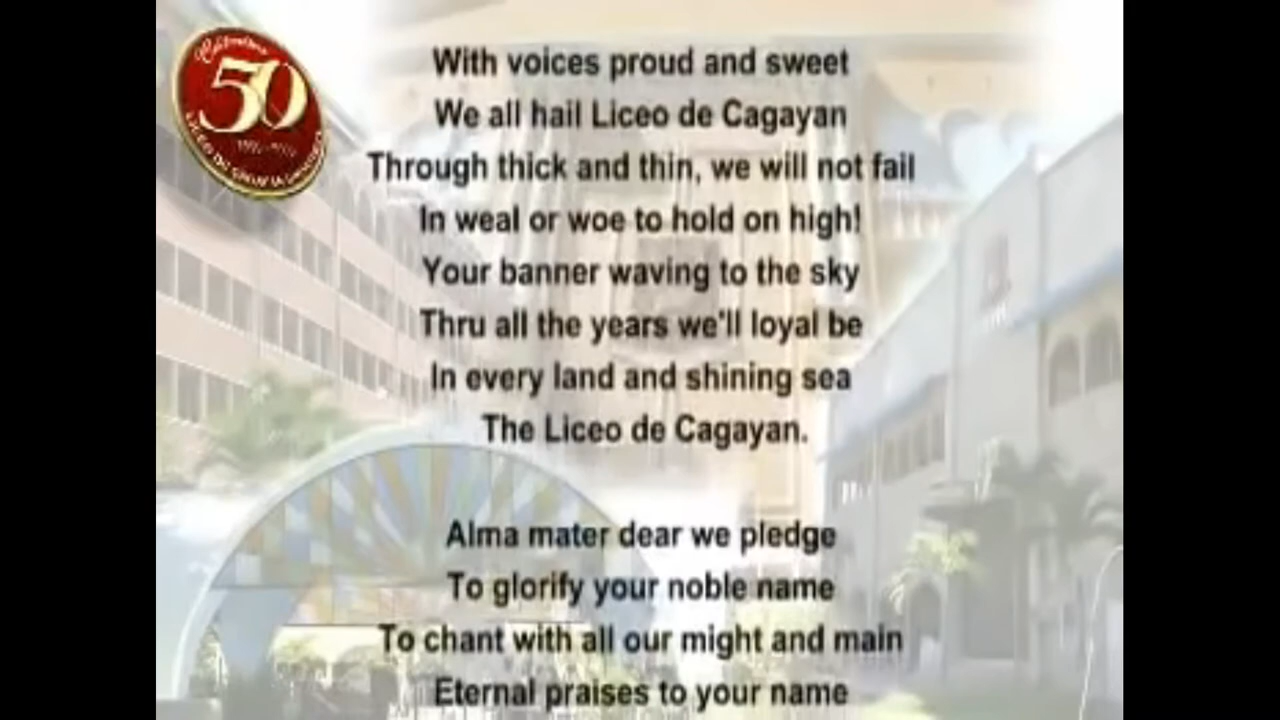 50
With voices proud and sweet
We all hail Liceo de Cagayan
Through thick and thin, we will not fail
In weal or woe to hold on high!
Your banner waving to the sky
Thru all the years we'll loyal be
In every land and shining sea
The Liceo de Cagayan.
Alma mater dear we pledge
To glorify your noble name
To chant with all our might and main
Eternal praises to your name